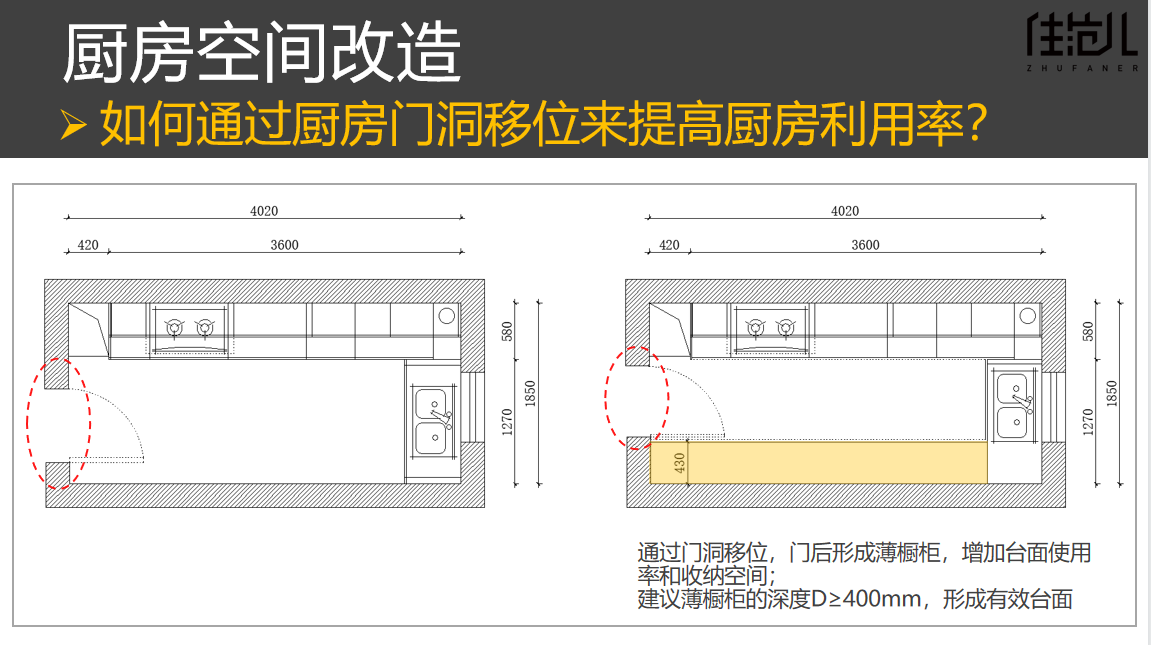 厨房空间改造
佳范儿
ZHUFANER
➢ 如何通过厨房门洞移位来提高厨房利用率？
4020
420
3600
580
1270
1850
4020
420
3600
580
1270
1850
430
通过门洞移位，门后形成薄橱柜，增加台面使用
率和收纳空间；
建议薄橱柜的深度D≥400mm，形成有效台面